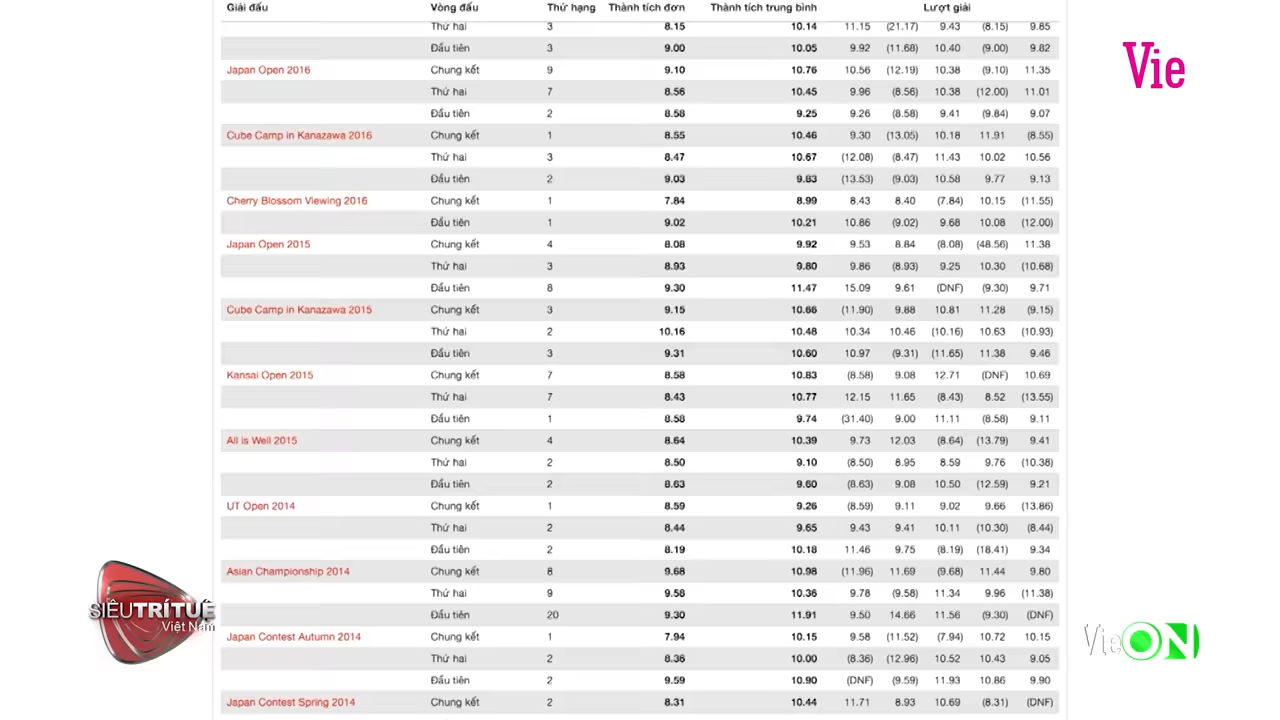 Giải đấu Vòng đấu Thứ hạng Thành tích đơn Thành tích trung bình Lượt giải
Thứ hai 3 8.15 10.14 11.15 (21.17) 9.43 (8.15) 9.85
Đầu tiên 3 9.00 10.05 9.92 (11.68) 10.40 (9.00) 9.82
Japan Open 2016 Chung kết 9 9.10 10.76 10.56 (12.19) 10.38 (9.10) 11.35
Thứ hai 7 8.56 10.45 9.96 (8.56) 10.38 (12.00) 11.01
Đầu tiên 2 8.58 9.25 9.26 (8.58) 9.41 (9.84) 9.07
Cube Camp in Kanazawa 2016 Chung kết 1 8.55 10.46 9.30 (13.05) 10.18 11.91 (8.55)
Thứ hai 3 8.47 10.67 (12.08) (8.47) 11.43 10.02 10.56
Đầu tiên 2 9.03 9.83 (13.53) (9.03) 10.58 9.77 9.13
Cherry Blossom Viewing 2016 Chung kết 1 7.84 8.99 8.43 8.40 (7.84) 10.15 (11.55)
Đầu tiên 1 9.02 10.21 10.86 (9.02) 9.68 10.08 (12.00)
Japan Open 2015 Chung kết 4 8.08 9.92 9.53 8.84 (8.08) (48.56) 11.38
Thứ hai 3 8.93 9.80 9.86 (8.93) 9.25 10.30 (10.68)
Đầu tiên 8 9.30 11.47 15.09 9.61 (DNF) (9.30) 9.71
Cube Camp in Kanazawa 2015 Chung kết 3 9.15 10.66 (11.90) 9.88 10.81 11.28 (9.15)
Thứ hai 2 10.16 10.48 10.34 10.46 (10.16) 10.63 (10.93)
Đầu tiên 3 9.31 10.60 10.97 (9.31) (11.65) 11.38 9.46
Kansai Open 2015 Chung kết 7 8.58 10.83 (8.58) 9.08 12.71 (DNF) 10.69
Thứ hai 7 8.43 10.77 12.15 11.65 (8.43) 8.52 (13.55)
Đầu tiên 1 8.58 9.74 (31.40) 9.00 11.11 (8.58) 9.11
All is Well 2015 Chung kết 4 8.64 10.39 9.73 12.03 (8.64) (13.79) 9.41
Thứ hai 2 8.50 9.10 (8.50) 8.95 8.59 9.76 (10.38)
Đầu tiên 2 8.63 9.60 (8.63) 9.08 10.50 (12.59) 9.21
UT Open 2014 Chung kết 1 8.59 9.26 (8.59) 9.11 9.02 9.66 (13.86)
Thứ hai 2 8.44 9.65 9.43 9.41 10.11 (10.30) (8.44)
Đầu tiên 2 8.19 10.18 11.46 9.75 (8.19) (18.41) 9.34
Asian Championship 2014 Chung kết 8 9.68 10.98 (11.96) 11.69 (9.68) 11.44 9.80
Thứ hai 9 9.58 10.36 9.78 (9.58) 11.34 9.96 (11.38)
Đầu tiên 20 9.30 11.91 9.50 14.66 11.56 (9.30) (DNF)
Japan Contest Autumn 2014 Chung kết 1 7.94 10.15 9.58 (11.52) (7.94) 10.72 10.15
Thứ hai 2 8.36 10.00 (8.36) (12.96) 10.52 10.43 9.05
Đầu tiên 2 9.59 10.90 (DNF) (9.59) 11.93 10.86 9.90
Japan Contest Spring 2014 Chung kết 2 8.31 10.44 11.71 8.93 10.69 (8.31) (DNF)
Vie
SIÊUTRÍTUỆ
Việt Nam
VieON